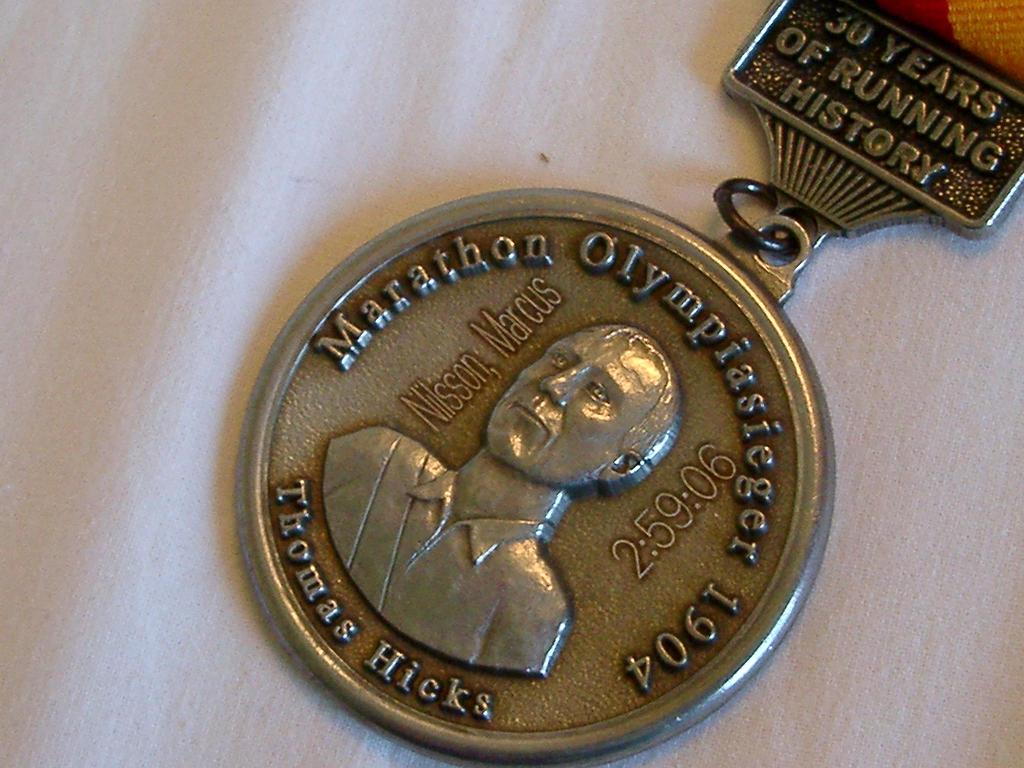 30 YEARS
OF RUNNING
HISTORY
Marathon Olympiasieger 1904
Nilsson, Marcus
2:59:06
Thomas Hicks